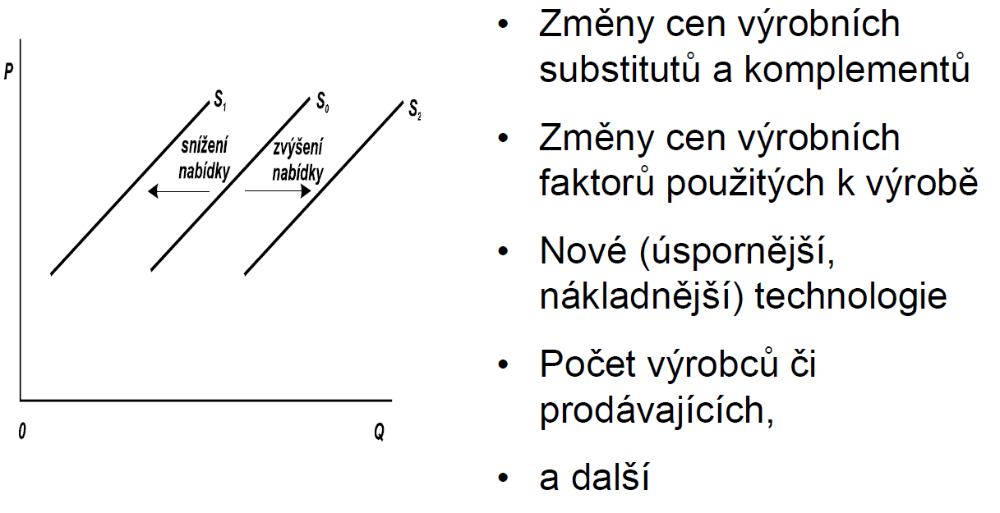 P
S1
S0
S2
snížení
nabídky
zvýšení
nabídky
0
Q
• Změny cen výrobních
substitutů a komplementů
• Změny cen výrobních
faktorů použitých k výrobě
• Nové (úspornější,
nákladnější) technologie
• Počet výrobců či
prodávajících,
• a další